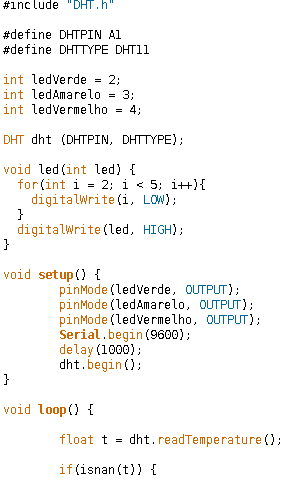 #include "DHT.h"
#define DHTPIN A1
#define DHTTYPE DHT11
int ledVerde = 2;
int ledAmarelo = 3;
int ledVermelho = 4;
DHT dht (DHTPIN, DHTTYPE);
void led(int led) {
  for(int i = 2; i < 5; i++){
    digitalWrite(i, LOW);
  }
  digitalWrite(led, HIGH);
}
void setup() {
        pinMode(ledVerde, OUTPUT);
        pinMode(ledAmarelo, OUTPUT);
        pinMode(ledVermelho, OUTPUT);
        Serial.begin(9600);
        delay(1000);
        dht.begin();
}
void loop() {
        float t = dht.readTemperature();
        if(isnan(t)) {